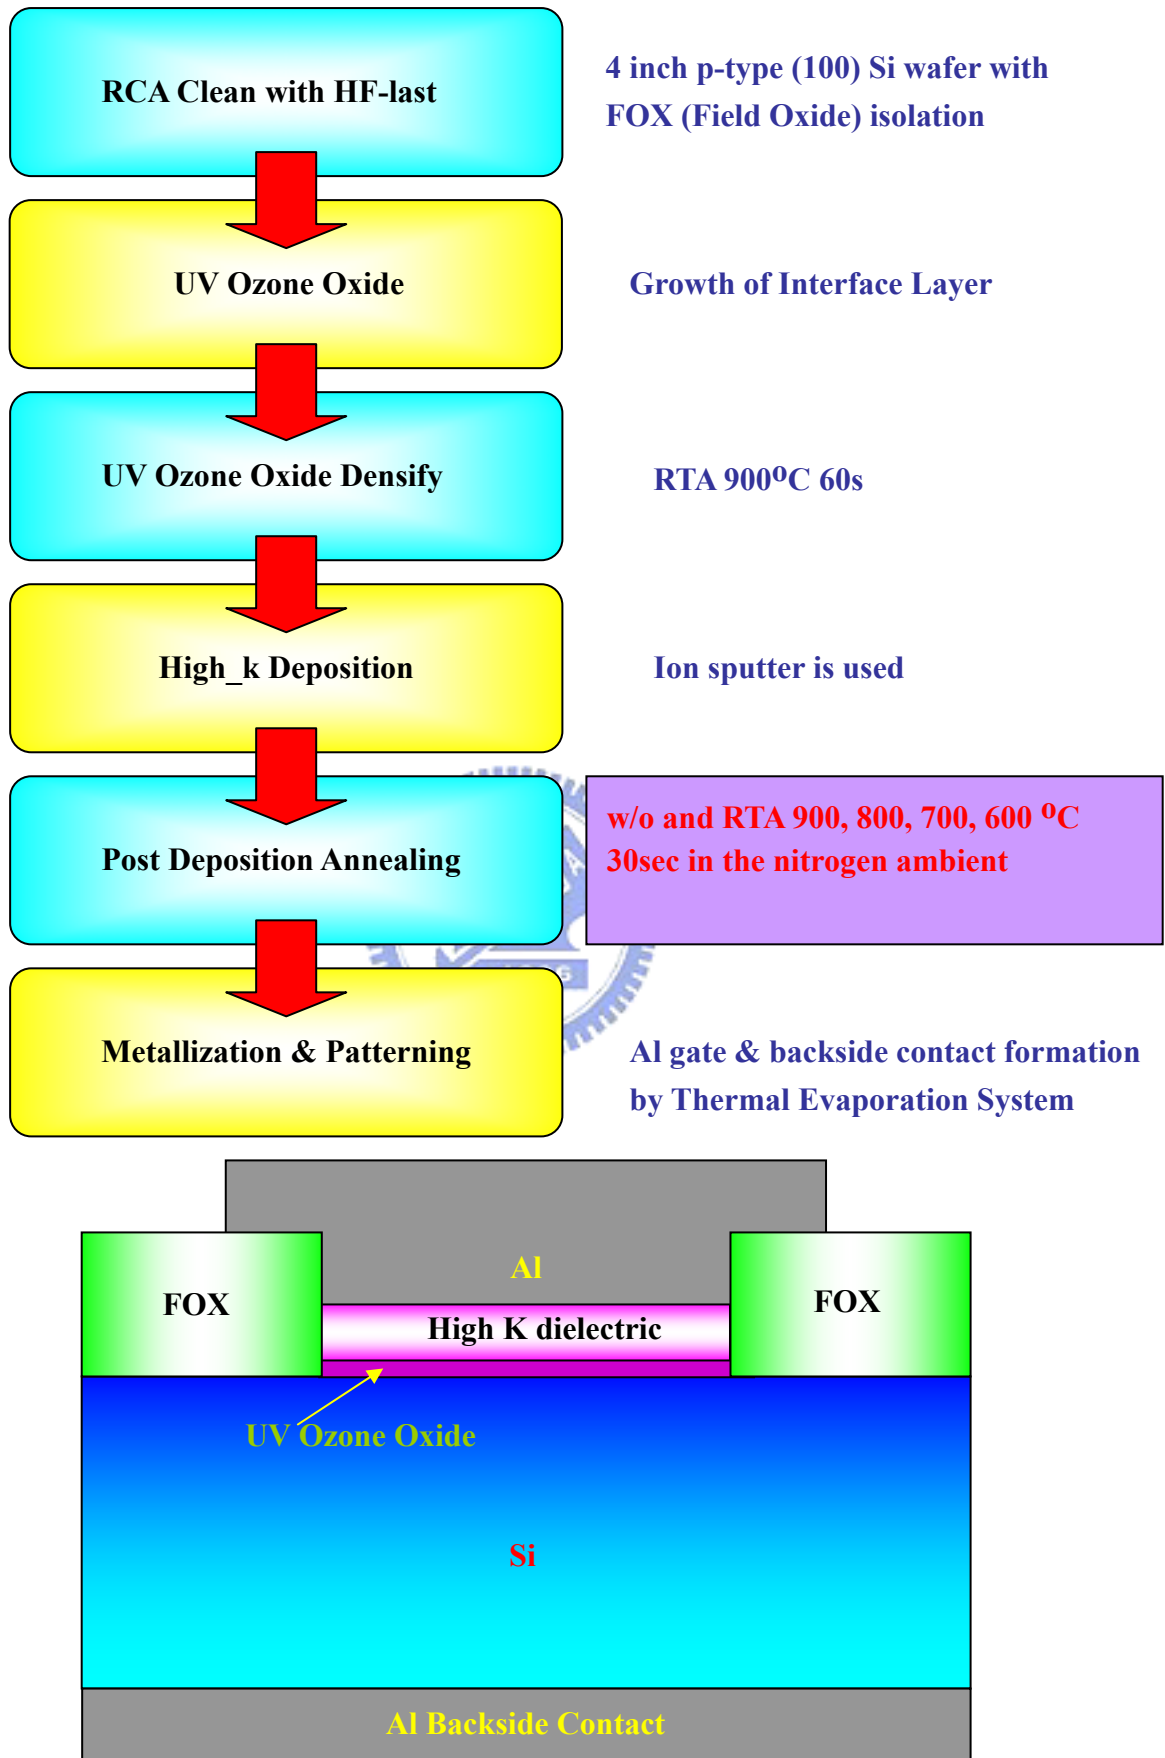 RCA Clean with HF-last
4 inch p-type (100) Si wafer with
FOX (Field Oxide) isolation
UV Ozone Oxide
Growth of Interface Layer
UV Ozone Oxide Densify
RTA 900⁰C 60s
High_k Deposition
Ion sputter is used
Post Deposition Annealing
w/o and RTA 900, 800, 700, 600 ⁰C
30sec in the nitrogen ambient
Metallization & Patterning
Al gate & backside contact formation
by Thermal Evaporation System
Al
FOX
FOX
High K dielectric
UV Ozone Oxide
Si
Al Backside Contact